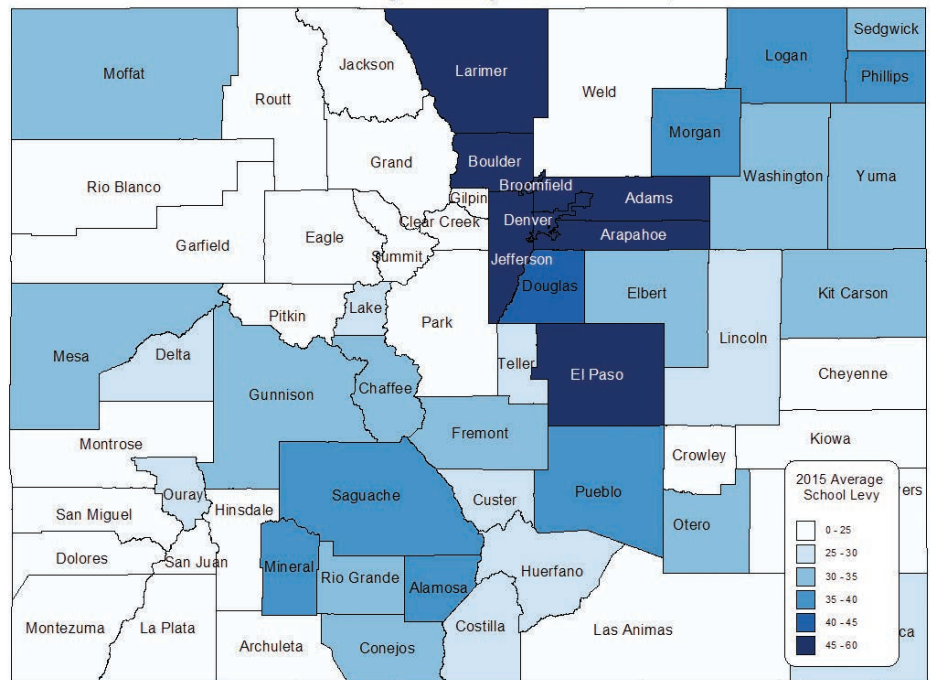 Sedgwick
Logan
Moffat
Jackson
Larimer
Phillips
Weld
Routt
Morgan
Grand
Boulder
Washington
Yuma
Rio Blanco
Broomfield
Gilpin
Adams
Clear Creek
Denver
Garfield
Eagle
Arapahoe
Summit
Jefferson
Douglas
Elbert
Kit Carson
Lake
Pitkin
Park
Lincoln
Mesa
Delta
Teller
El Paso
Cheyenne
Chaffee
Gunnison
Fremont
Montrose
Kiowa
Crowley
2015 Average
School Levy
Ouray
Saguache
Custer
Pueblo
Hinsdale
San Miguel
Otero
ers
0 - 25
25 - 30
30 - 35
35 - 40
40 - 45
45 - 60
Dolores
San Juan
Mineral
Rio Grande
Alamosa
Huerfano
Montezuma
La Plata
Costilla
Las Animas
ca
Archuleta
Conejos